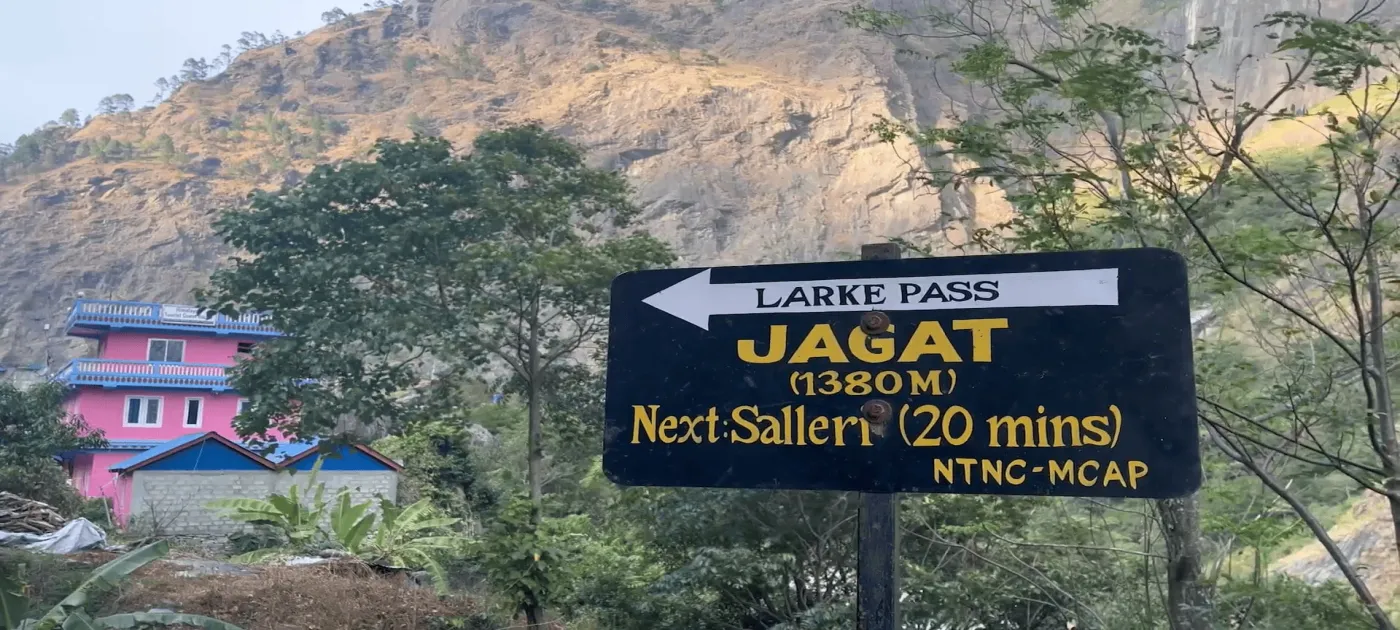 LARKE PASS
JAGAT
(1380M)
Next:Salleri (20 mins)
NTNC-MCAP